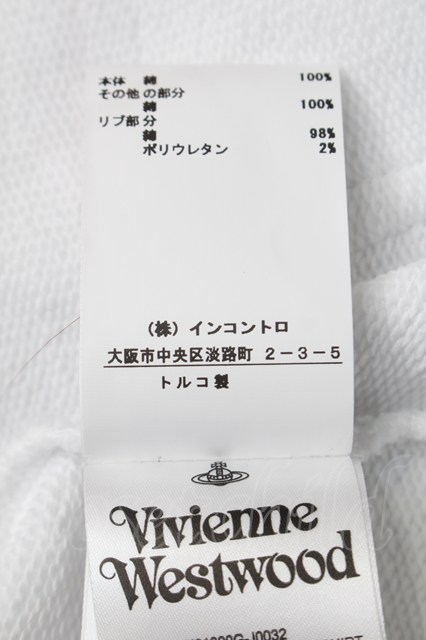 本体 綿 100%
その他の部分
綿 100%
リブ部分
綿 98%
ポリウレタン 2%
（株）インコントロ
大阪市中央区淡路町 2－3－5
トルコ製
Vivienne
Westwood